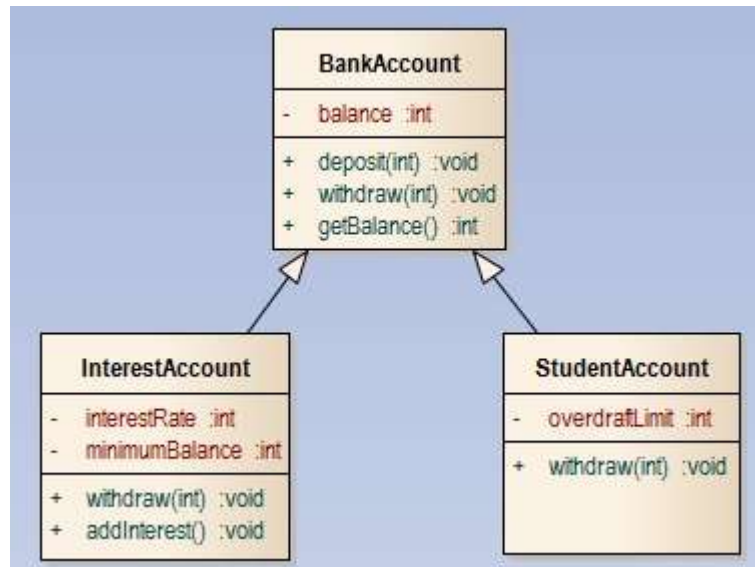 BankAccount
- balance :int
+ deposit(int) :void
+ withdraw(int) :void
+ getBalance() :int
InterestAccount
- interestRate :int
- minimumBalance :int
+ withdraw(int) :void
+ addInterest() :void
StudentAccount
- overdraftLimit :int
+ withdraw(int) :void